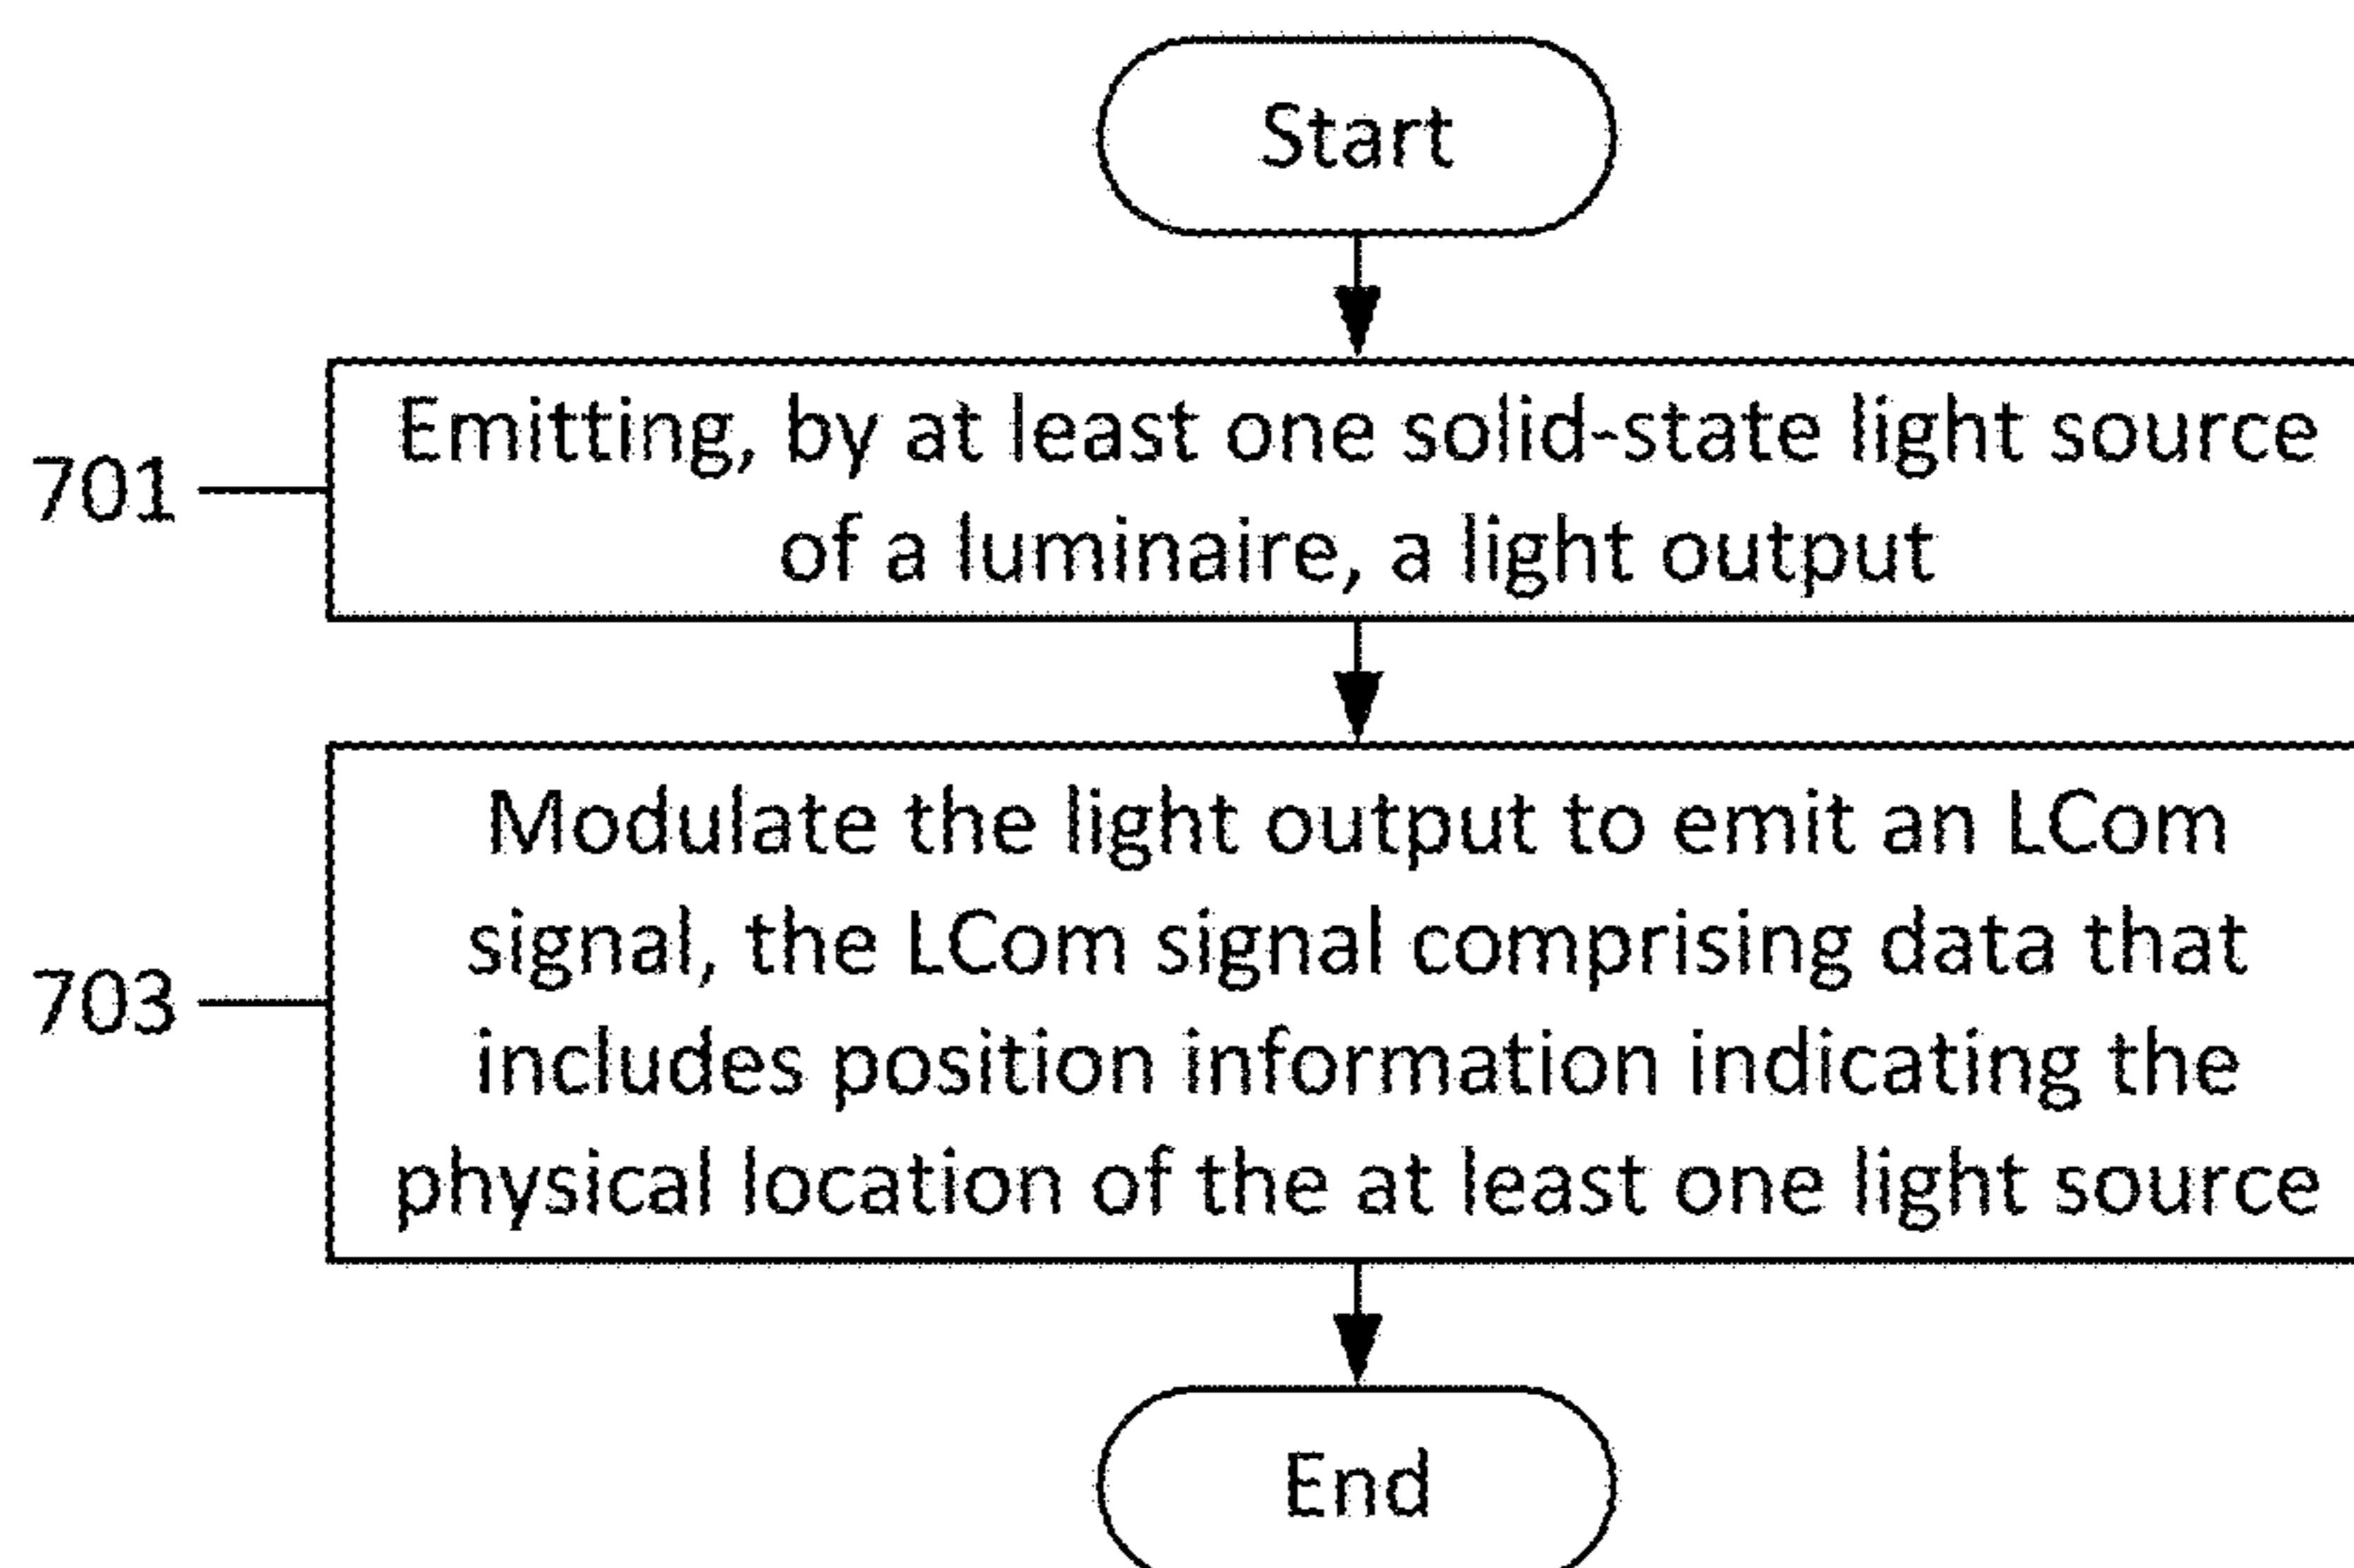 Start
701
Emitting, by at least one solid-state light source
of a luminaire, a light output
703
Modulate the light output to emit an LCom
signal, the LCom signal comprising data that
includes position information indicating the
physical location of the at least one light source
End